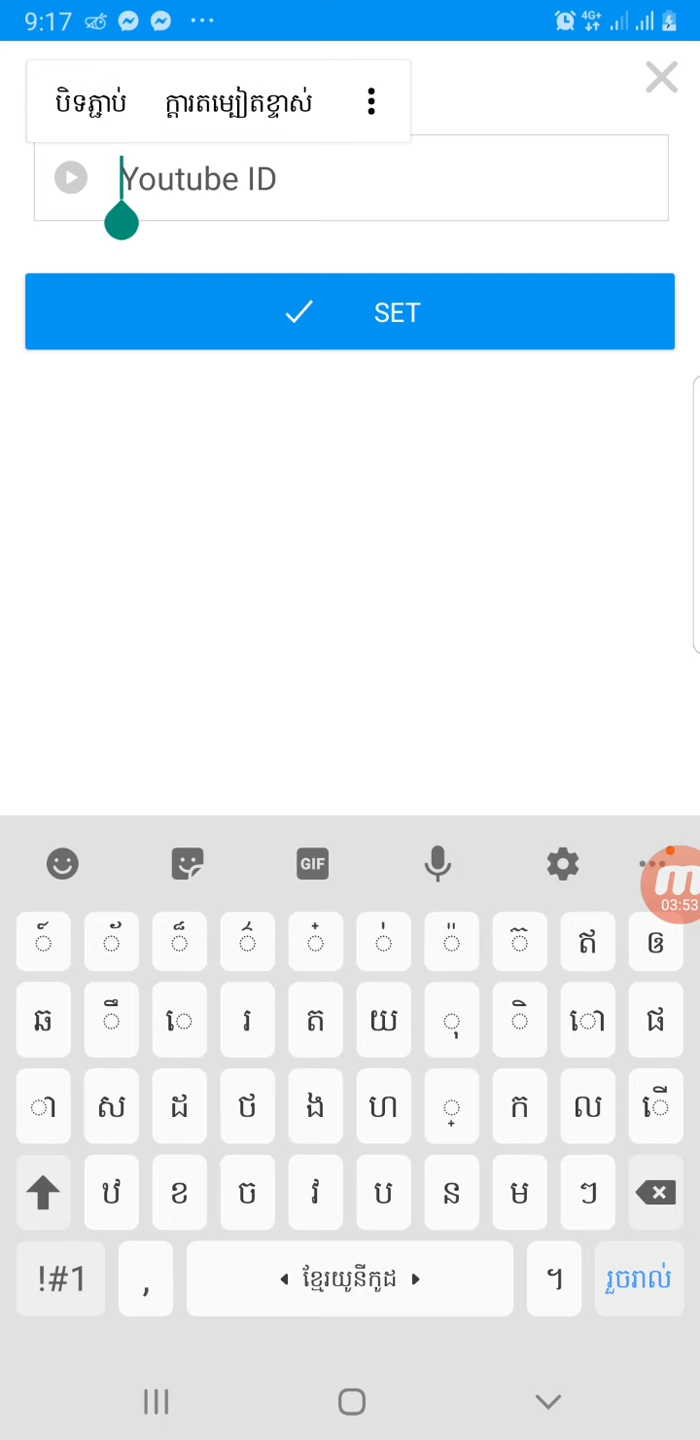 9:17 4G+
បិទភ្ជាប់ ក្ដារតម្បៀតខ្ទាស់
Youtube ID
SET
GIF
03:53
៍ ័ ៏ ៌ ៎ ់ ៉ ៊ ឥ ឲ
ឆ ឹ េ រ ត យ ុ ិ ោ ផ
ា ស ដ ថ ង ហ ្ ក ល ើ
ឋ ខ ច វ ប ន ម ៗ
!#1 , ខ្មែរយូនីកូដ ។ រួចរាល់